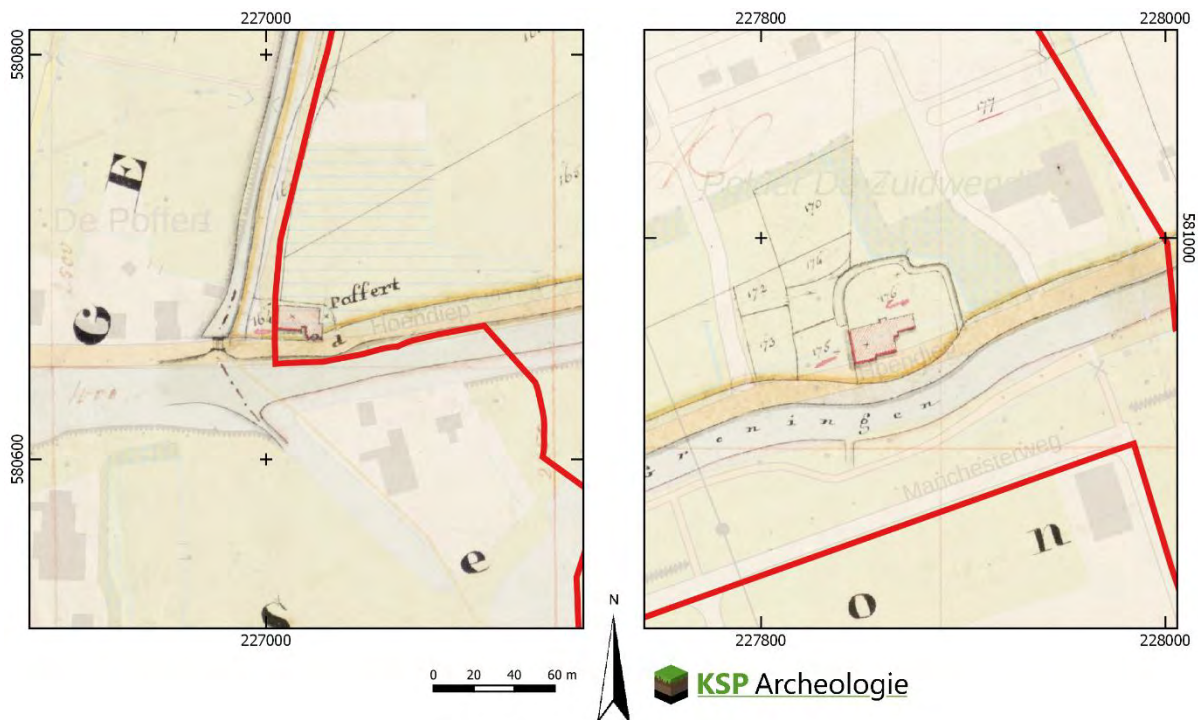 227000
227800
228000
580800
E
De Poffert
G
164
Poffert
d
Hoendiep
580600
e
S
227000
177
Polder De Zuidwending
170
174
581000
172
176
173
175
Hoendiep
Groningen
Manchesterweg
n
o
227800
228000
N
0
20
40
60 m
KSP Archeologie